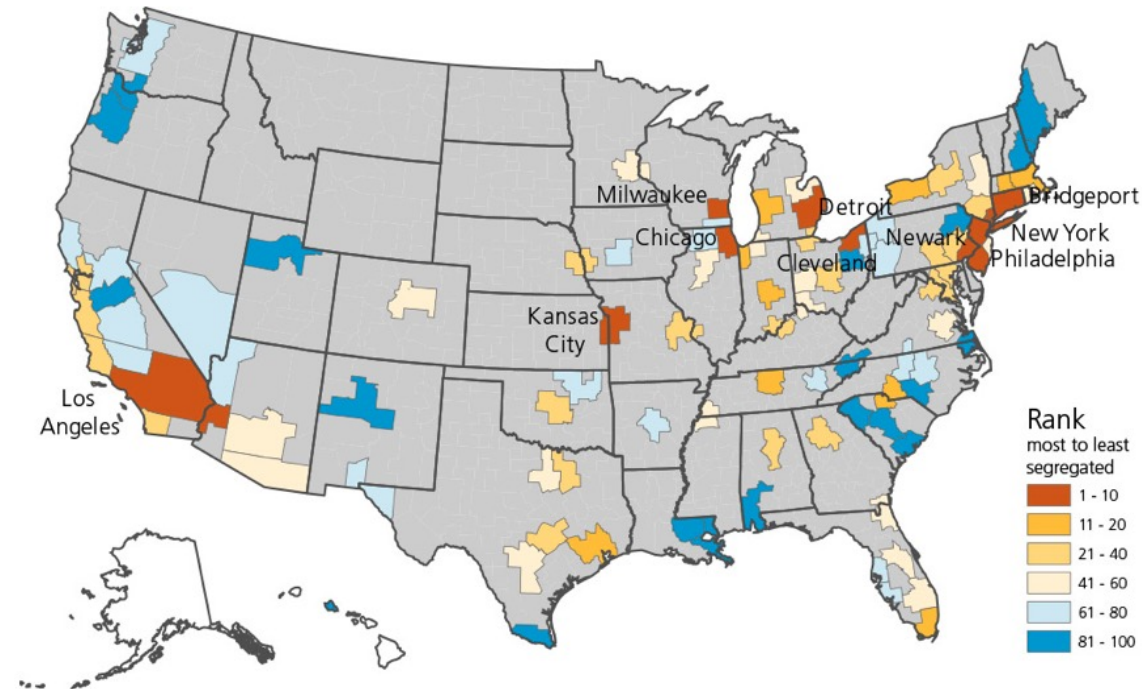 Milwaukee
Detroit
Bridgeport
Chicago
Newark
New York
Cleveland
Philadelphia
Kansas
City
Los
Angeles
Rank
most to least
segregated
1 - 10
11 - 20
21 - 40
41 - 60
61 - 80
81 - 100